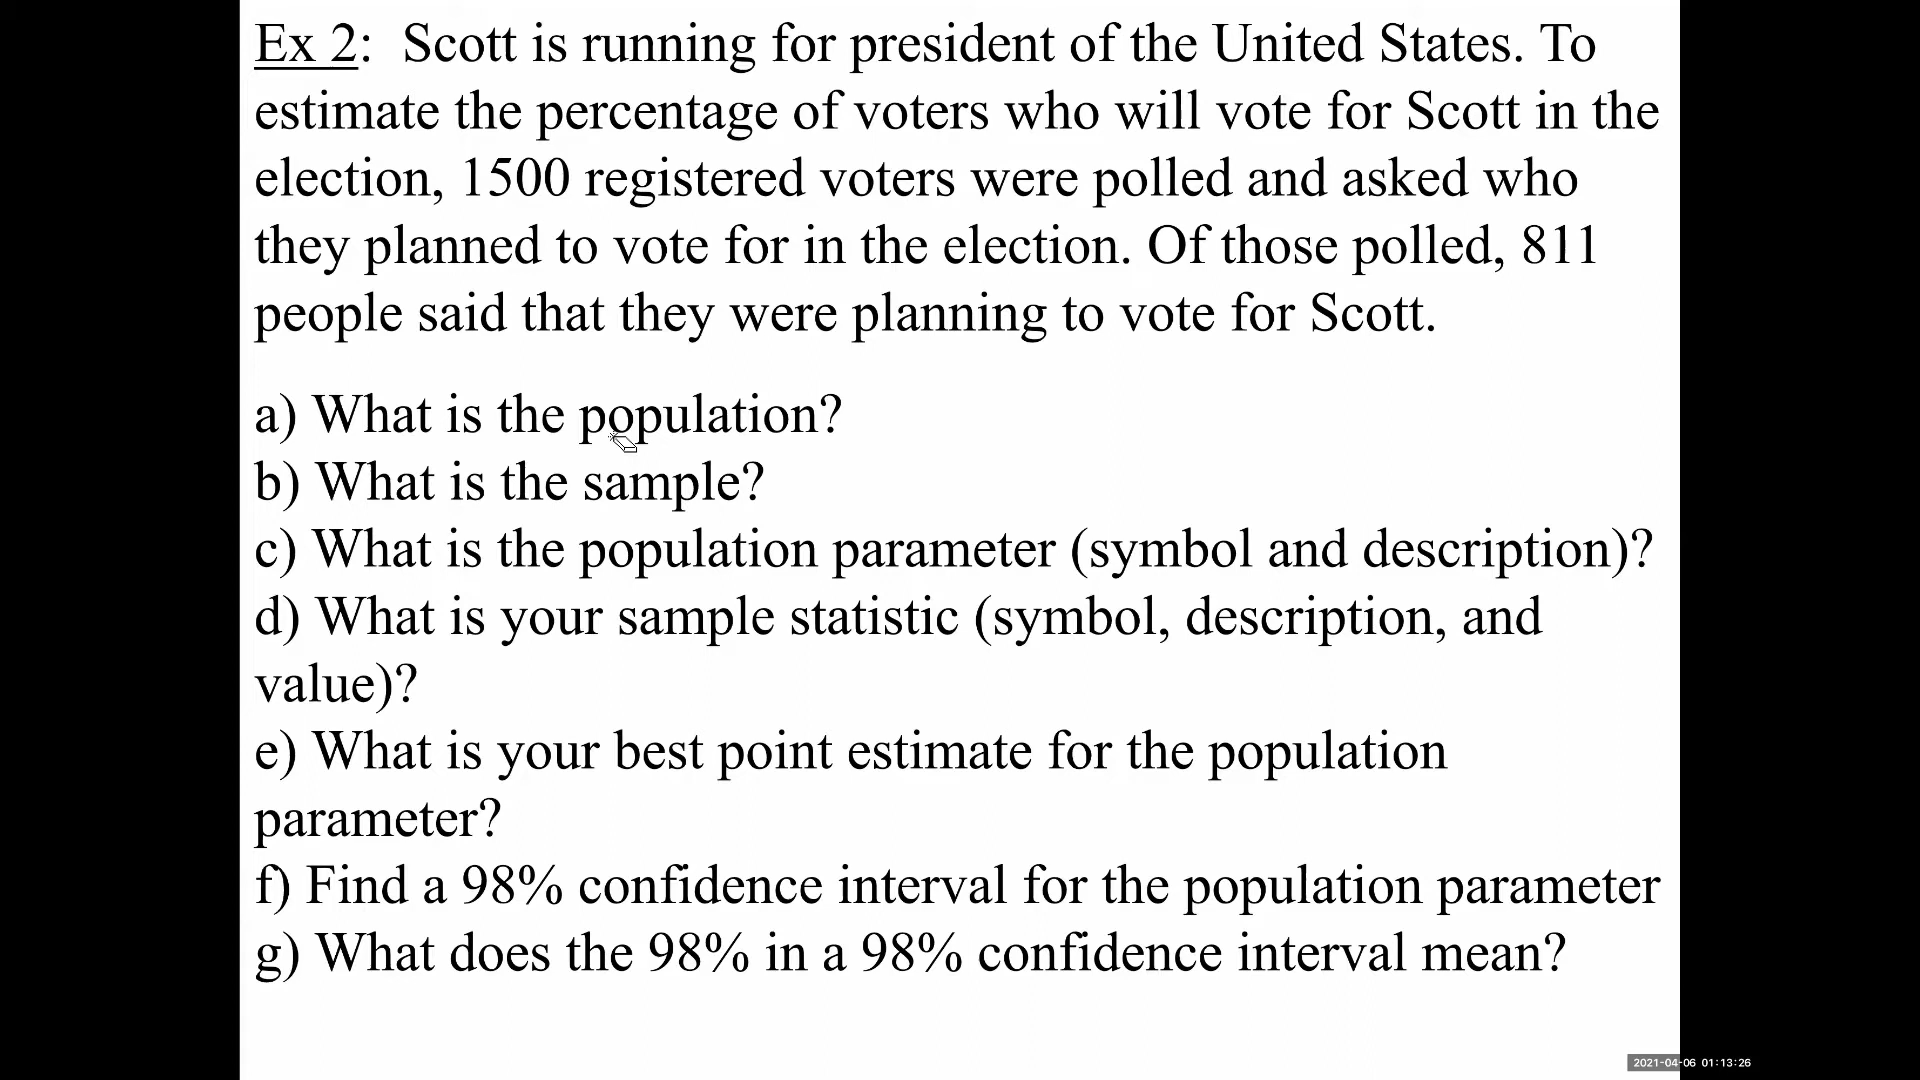 Ex 2: Scott is running for president of the United States. To
estimate the percentage of voters who will vote for Scott in the
election, 1500 registered voters were polled and asked who
they planned to vote for in the election. Of those polled, 811
people said that they were planning to vote for Scott.
a) What is the population?
b) What is the sample?
c) What is the population parameter (symbol and description)?
d) What is your sample statistic (symbol, description, and
value)?
e) What is your best point estimate for the population
parameter?
f) Find a 98% confidence interval for the population parameter
g) What does the 98% in a 98% confidence interval mean?
2021-04-06 01:13:26